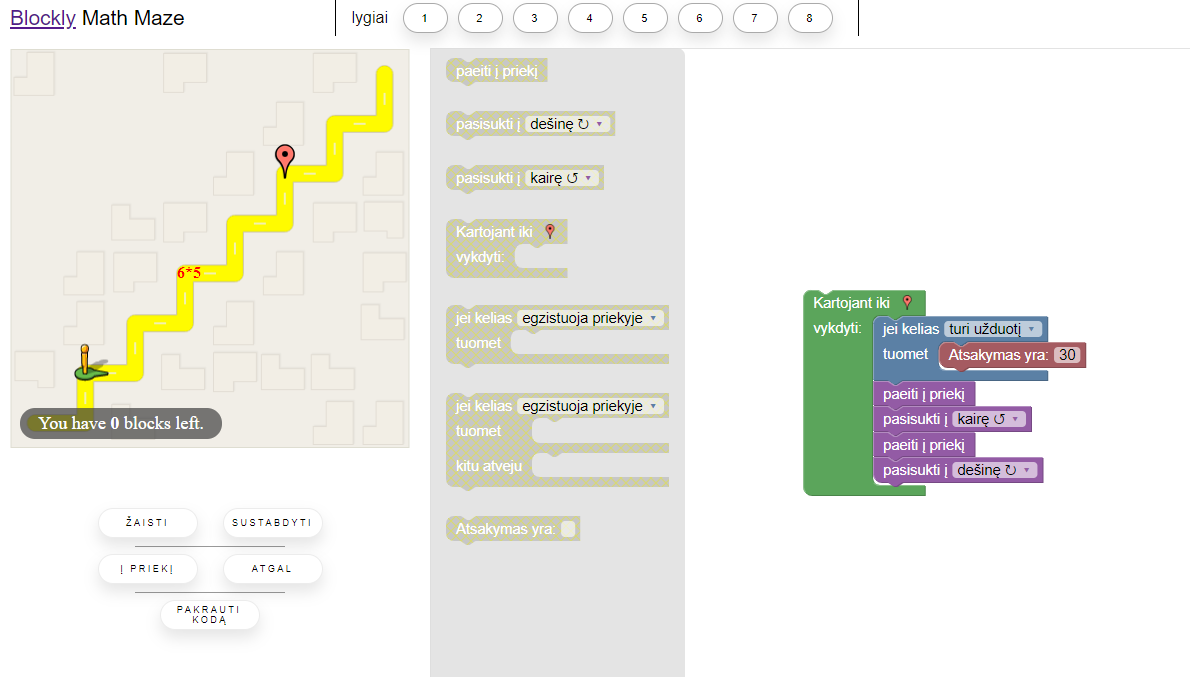 Blockly Math Maze
lygiai 1 2 3 4 5 6 7 8
6*5
You have 0 blocks left.
ŽAISTI
SUSTABDYTI
Į PRIEKĮ
ATGAL
PAKRAUTI
KODĄ
paeiti į priekį
pasisukti į dešinę ↻ ▾
pasisukti į kairę ↺ ▾
Kartojant iki
vykdyti:
jei kelias egzistuoja priekyje ▾
tuomet
jei kelias egzistuoja priekyje ▾
tuomet
kitu atveju
Atsakymas yra:
Kartojant iki
vykdyti:
jei kelias turi užduotį ▾
tuomet Atsakymas yra: 30
paeiti į priekį
pasisukti į kairę ↺ ▾
paeiti į priekį
pasisukti į dešinę ↻ ▾